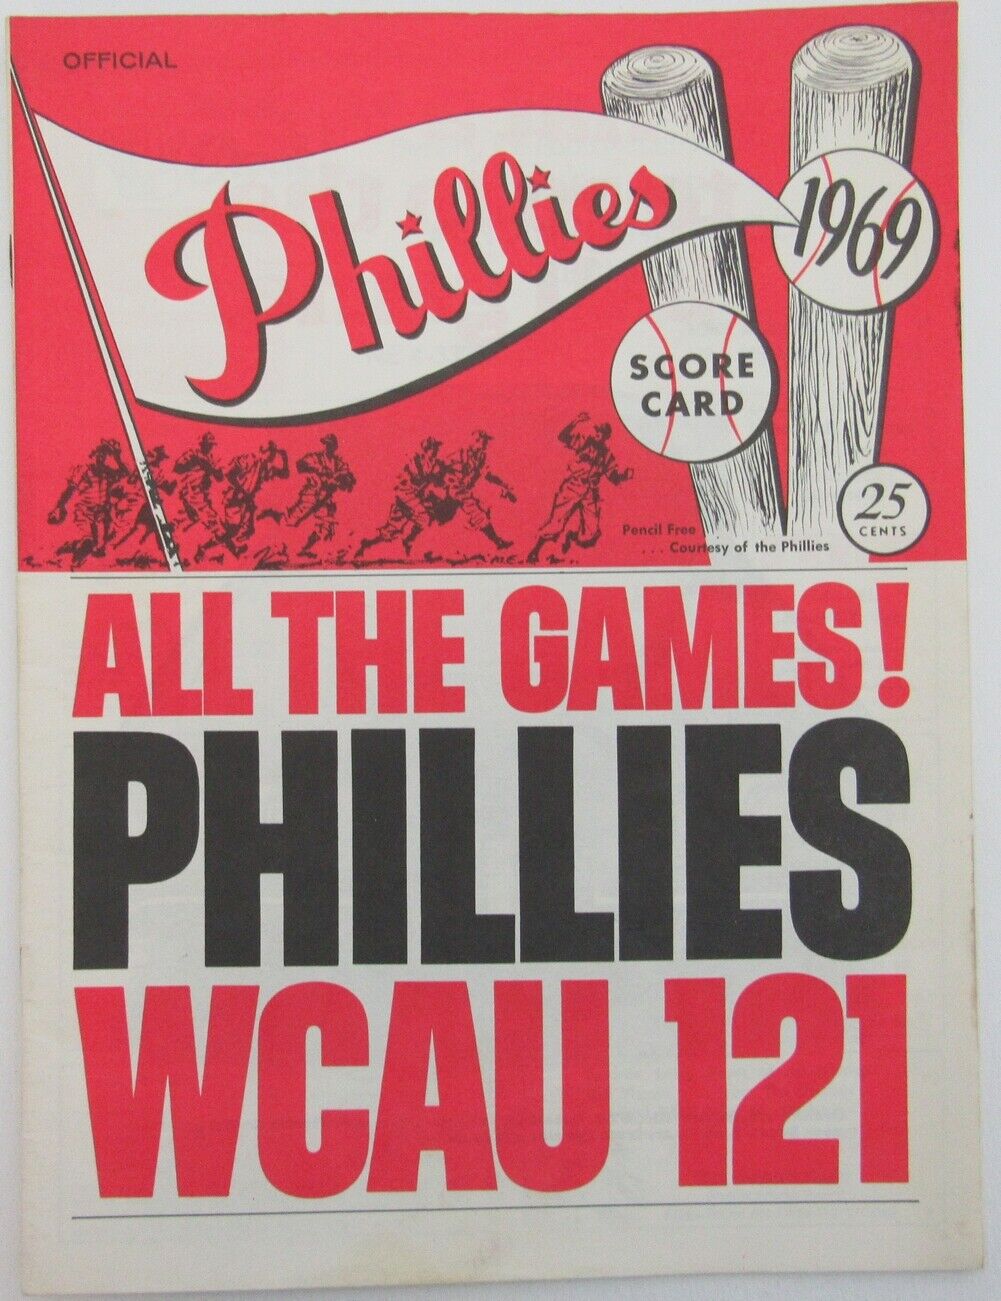 OFFICIAL
Phillies
1969
SCORE
CARD
25
CENTS
Pencil Free . . .
. . . Courtesy of the Phillies
M.E.
ALL THE GAMES!
PHILLIES
WCAU 121